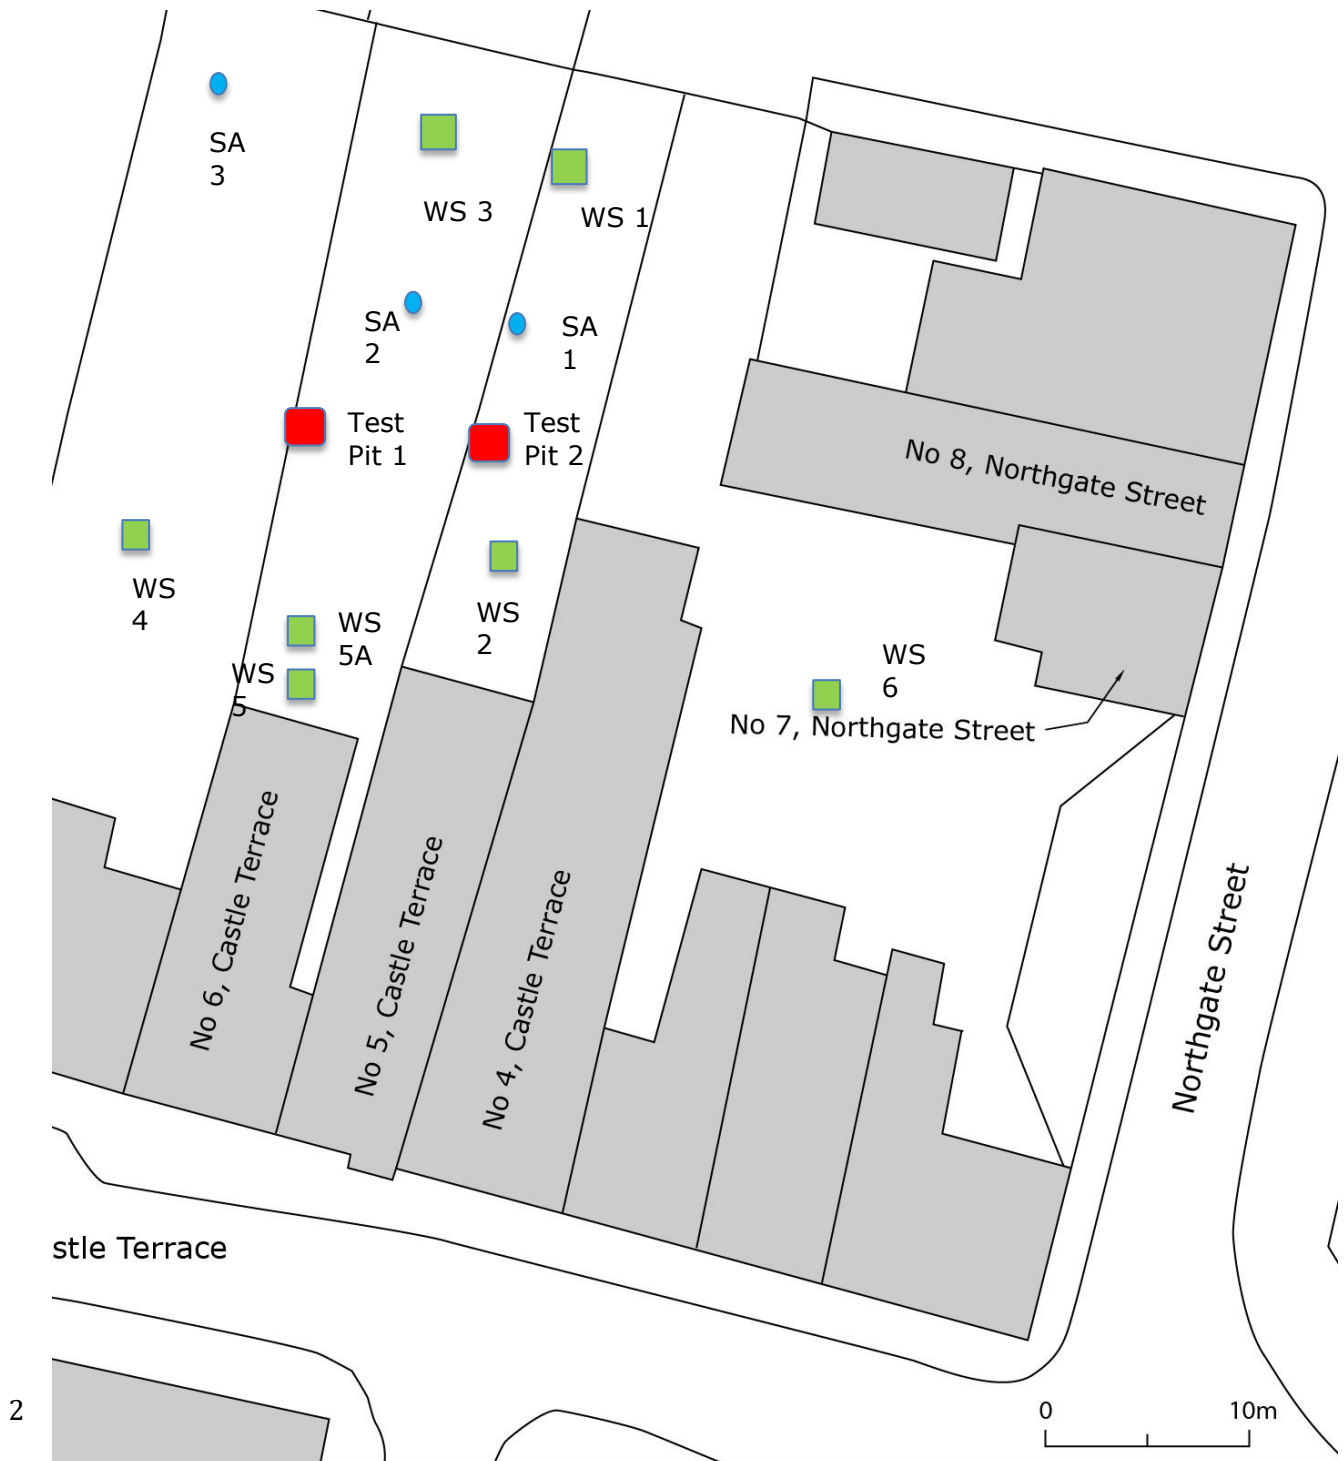 SA
3
WS 3
WS 1
SA
2
SA
1
Test
Pit 1
Test
Pit 2
No 8, Northgate Street
WS
4
WS
5A
WS
2
WS
5
WS
6
No 7, Northgate Street
No 6, Castle Terrace
No 5, Castle Terrace
No 4, Castle Terrace
Northgate Street
stle Terrace
2
0
10m